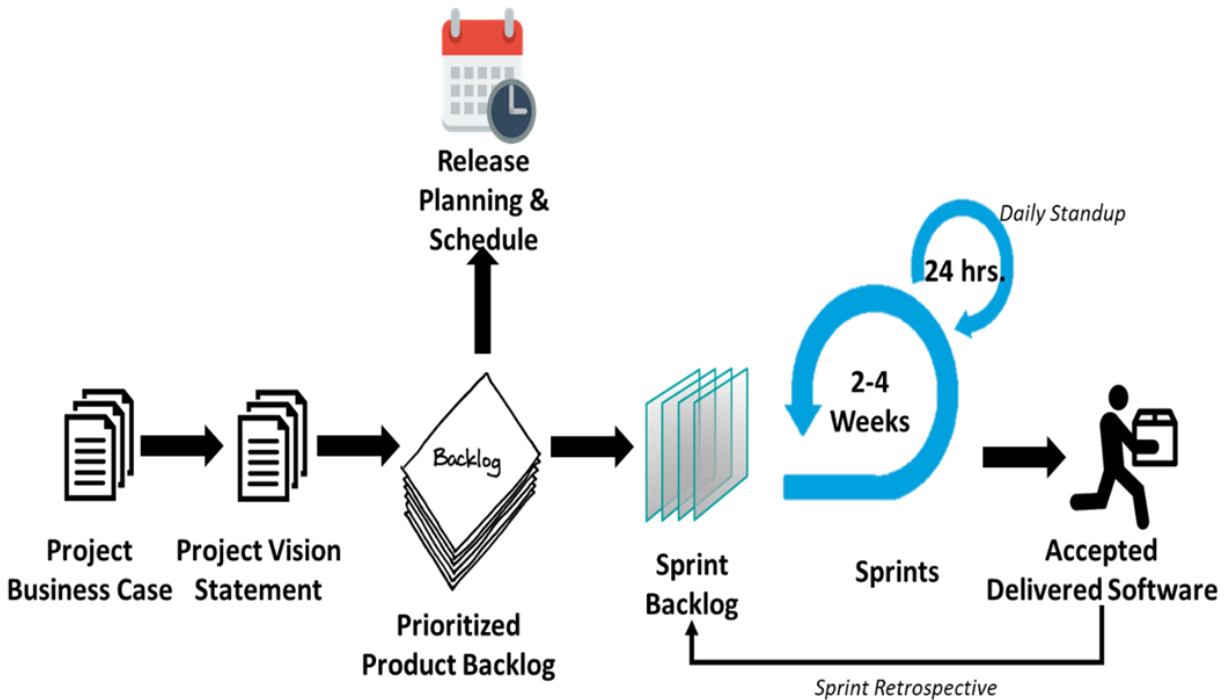 Release
Planning &
Schedule
Daily Standup
24 hrs.
2-4
Weeks
Backlog
Project
Business Case
Project Vision
Statement
Prioritized
Product Backlog
Sprint
Backlog
Sprints
Accepted
Delivered Software
Sprint Retrospective